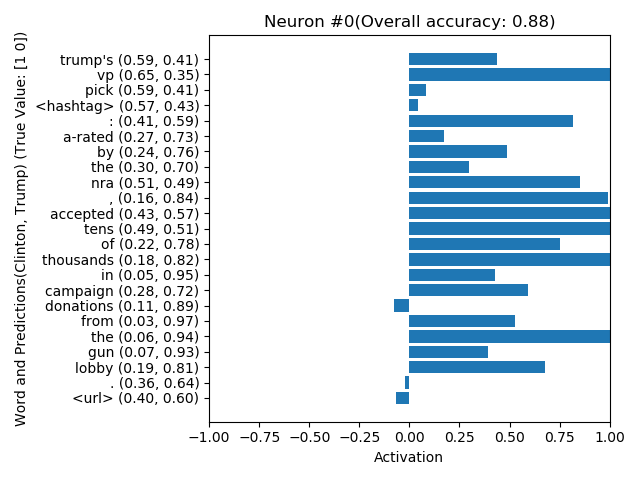 Neuron #0(Overall accuracy: 0.88)
Word and Predictions(Clinton, Trump) (True Value: [1 0])
trump's (0.59, 0.41)
vp (0.65, 0.35)
pick (0.59, 0.41)
<hashtag> (0.57, 0.43)
: (0.41, 0.59)
a-rated (0.27, 0.73)
by (0.24, 0.76)
the (0.30, 0.70)
nra (0.51, 0.49)
, (0.16, 0.84)
accepted (0.43, 0.57)
tens (0.49, 0.51)
of (0.22, 0.78)
thousands (0.18, 0.82)
in (0.05, 0.95)
campaign (0.28, 0.72)
donations (0.11, 0.89)
from (0.03, 0.97)
the (0.06, 0.94)
gun (0.07, 0.93)
lobby (0.19, 0.81)
. (0.36, 0.64)
<url> (0.40, 0.60)
−1.00 −0.75 −0.50 −0.25 0.00 0.25 0.50 0.75 1.00
Activation